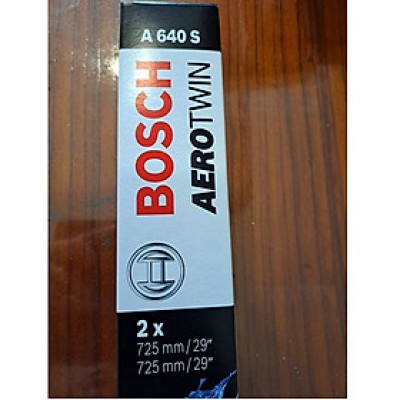 A 640 S
BOSCH
AEROTWIN
2 x
725 mm / 29"
725 mm / 29"